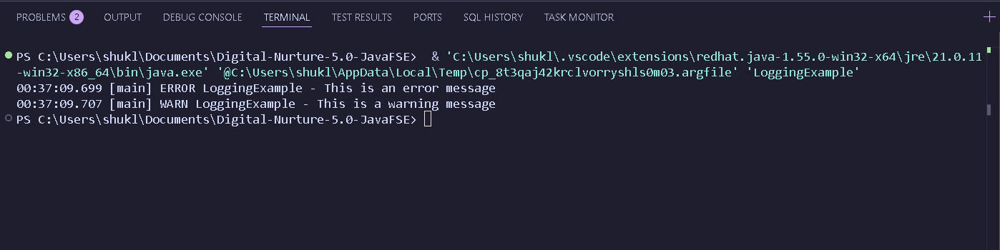 PROBLEMS 2 OUTPUT DEBUG CONSOLE TERMINAL TEST RESULTS PORTS SQL HISTORY TASK MONITOR
PS C:\Users\shukl\Documents\Digital-Nurture-5.0-JavaFSE>  & 'C:\Users\shukl\.vscode\extensions\redhat.java-1.55.0-win32-x64\jre\21.0.11
-win32-x86_64\bin\java.exe' '@C:\Users\shukl\AppData\Local\Temp\cp_8t3qaj42krclvorryshls0m03.argfile' 'LoggingExample'
00:37:09.699 [main] ERROR LoggingExample - This is an error message
00:37:09.707 [main] WARN LoggingExample - This is a warning message
PS C:\Users\shukl\Documents\Digital-Nurture-5.0-JavaFSE>